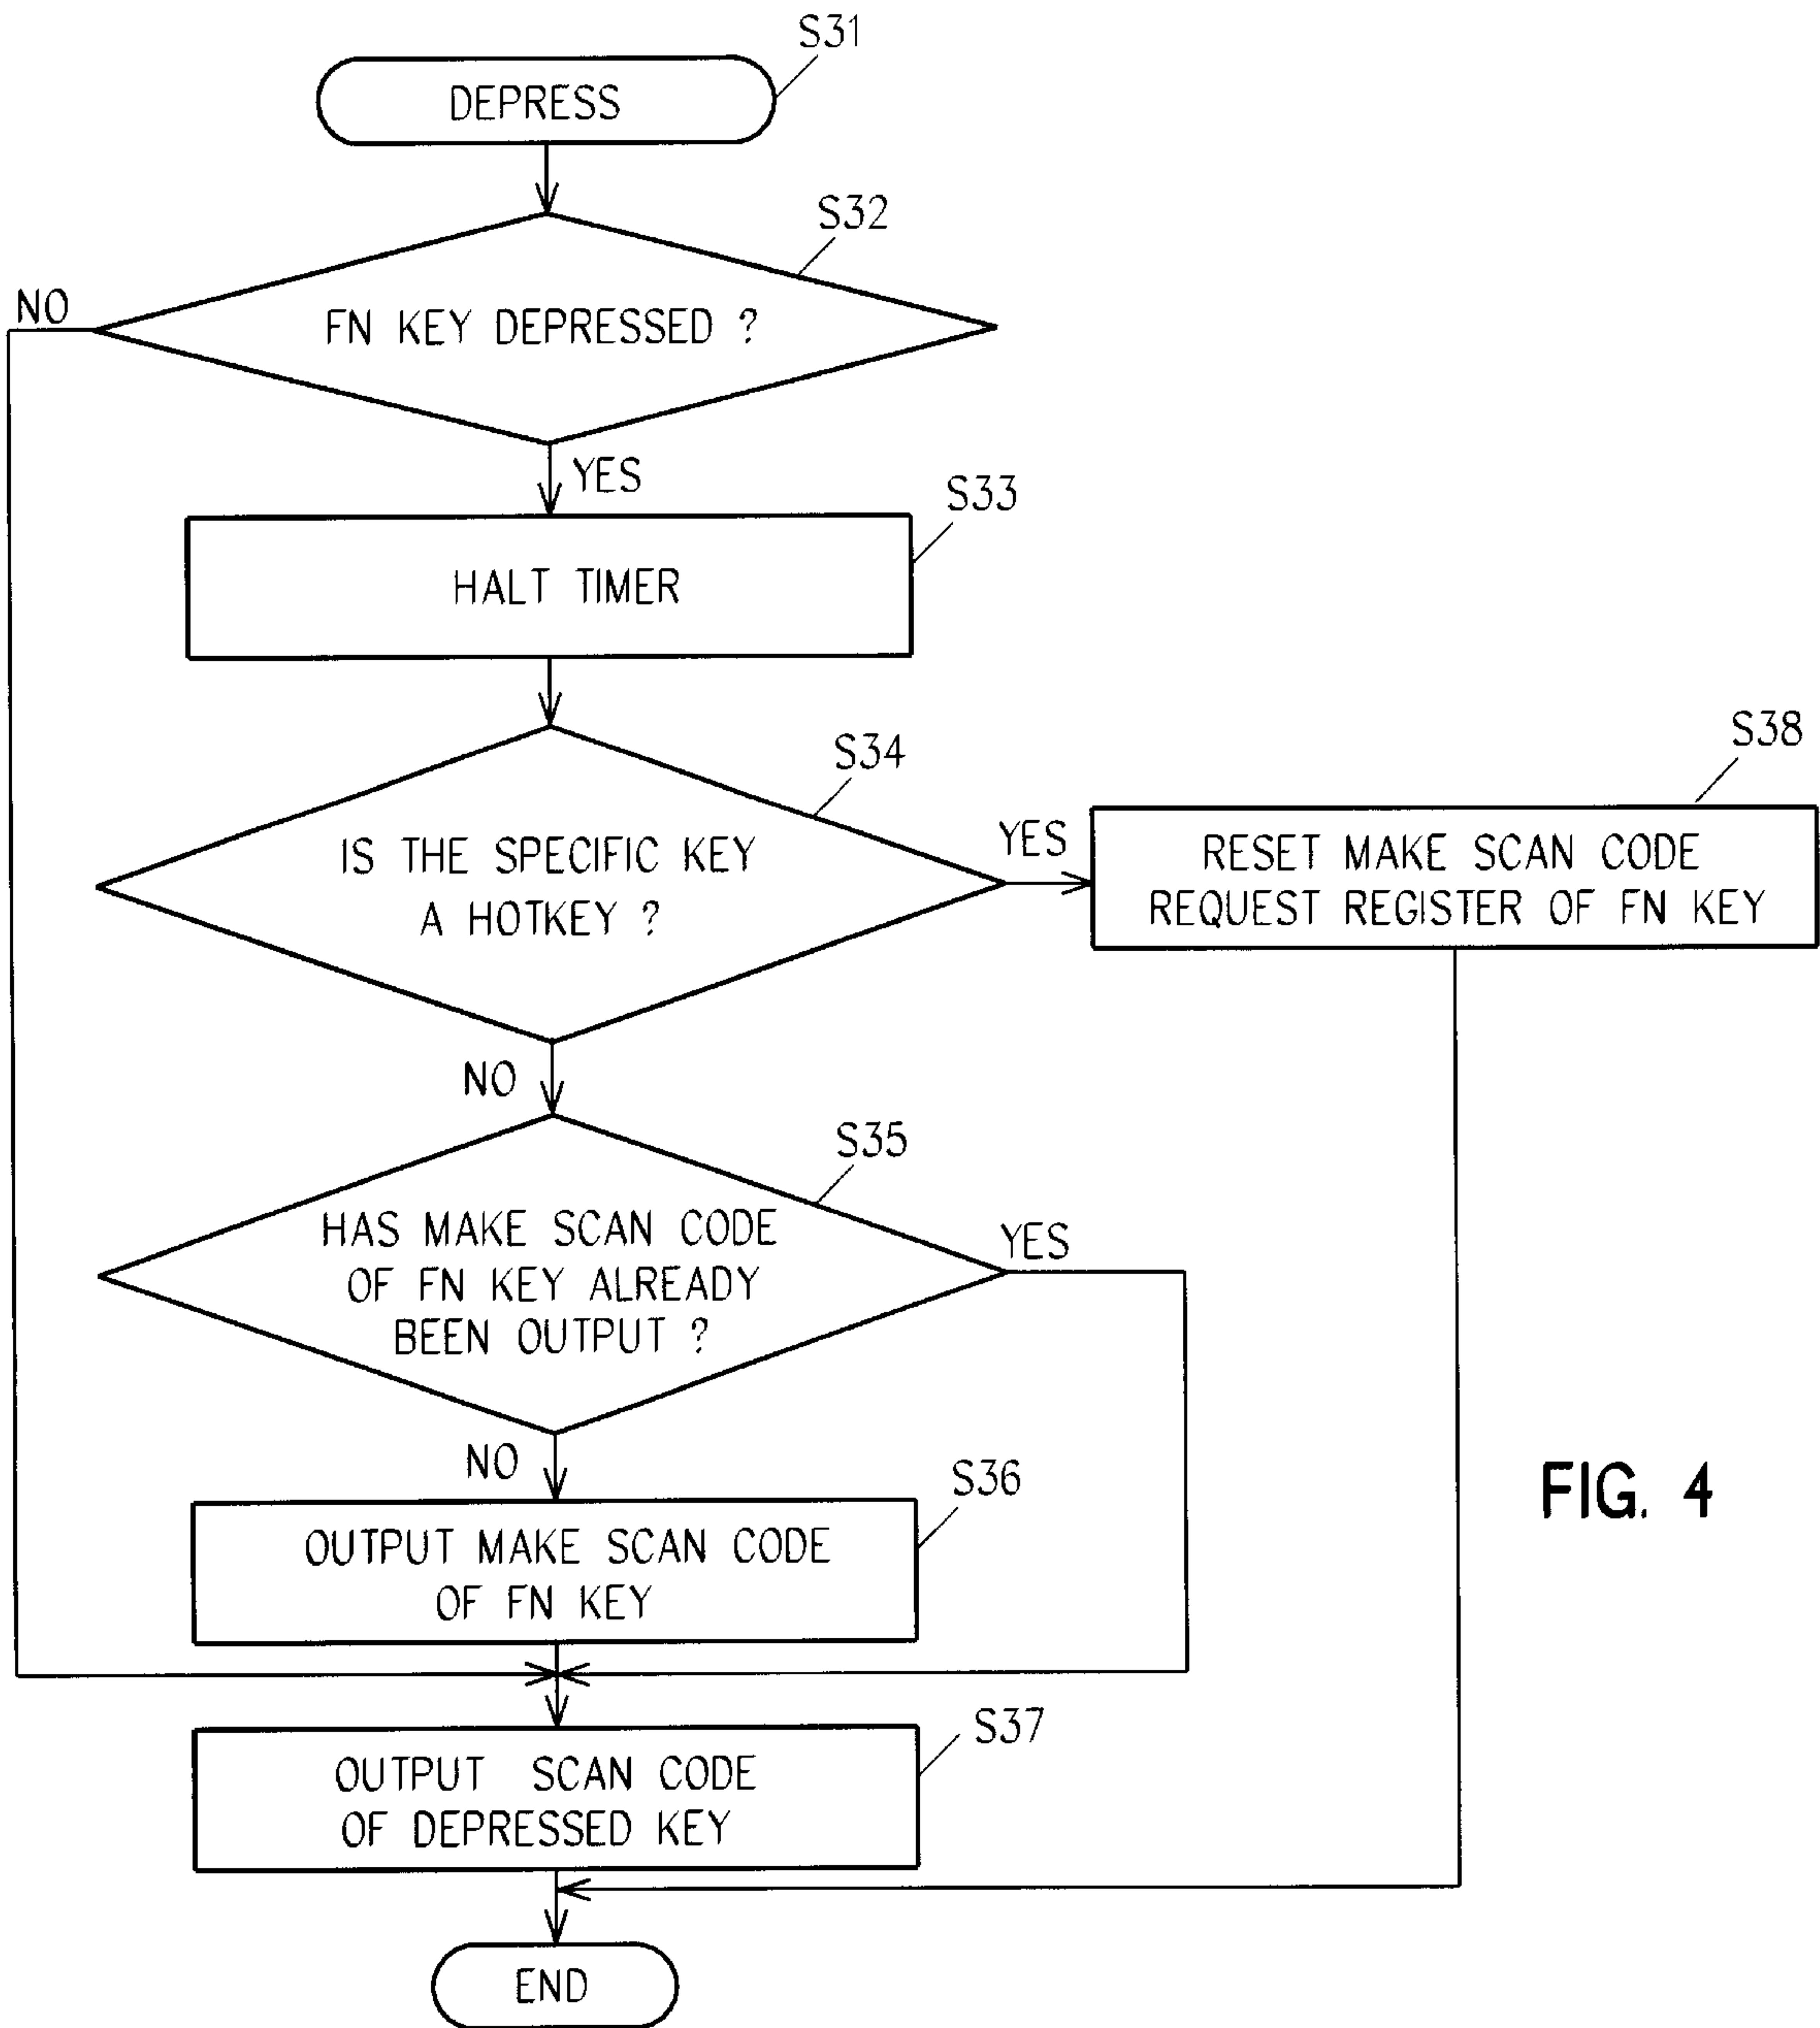 S31
DEPRESS
S32
NO
FN KEY DEPRESSED ?
YES
S33
HALT TIMER
S34
S38
IS THE SPECIFIC KEY
A HOTKEY ?
YES
RESET MAKE SCAN CODE
REQUEST REGISTER OF FN KEY
NO
S35
HAS MAKE SCAN CODE
OF FN KEY ALREADY
BEEN OUTPUT ?
YES
NO
S36
OUTPUT MAKE SCAN CODE
OF FN KEY
FIG. 4
S37
OUTPUT SCAN CODE
OF DEPRESSED KEY
END